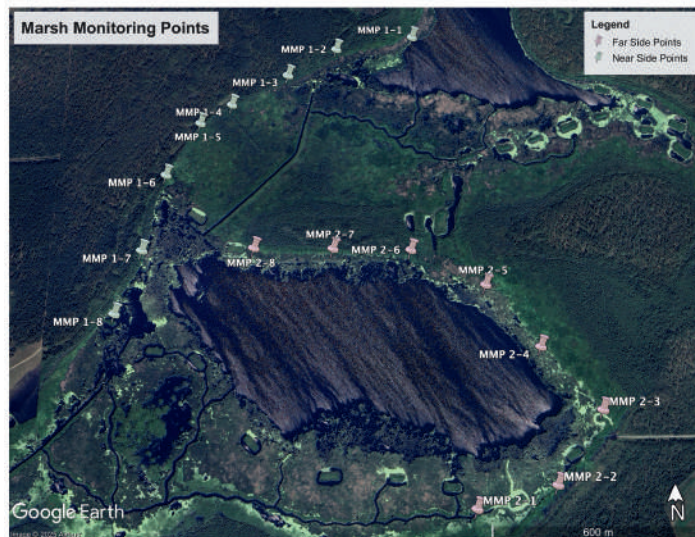 Marsh Monitoring Points
Legend
Far Side Points
Near Side Points
MMP 1-1
MMP 1-2
MMP 1-3
MMP 1-4
MMP 1-5
MMP 1-6
MMP 1-7
MMP 2-7
MMP 2-6
MMP 2-8
MMP 2-5
MMP 1-8
MMP 2-4
MMP 2-3
MMP 2-2
MMP 2-1
Google Earth
600 m
N